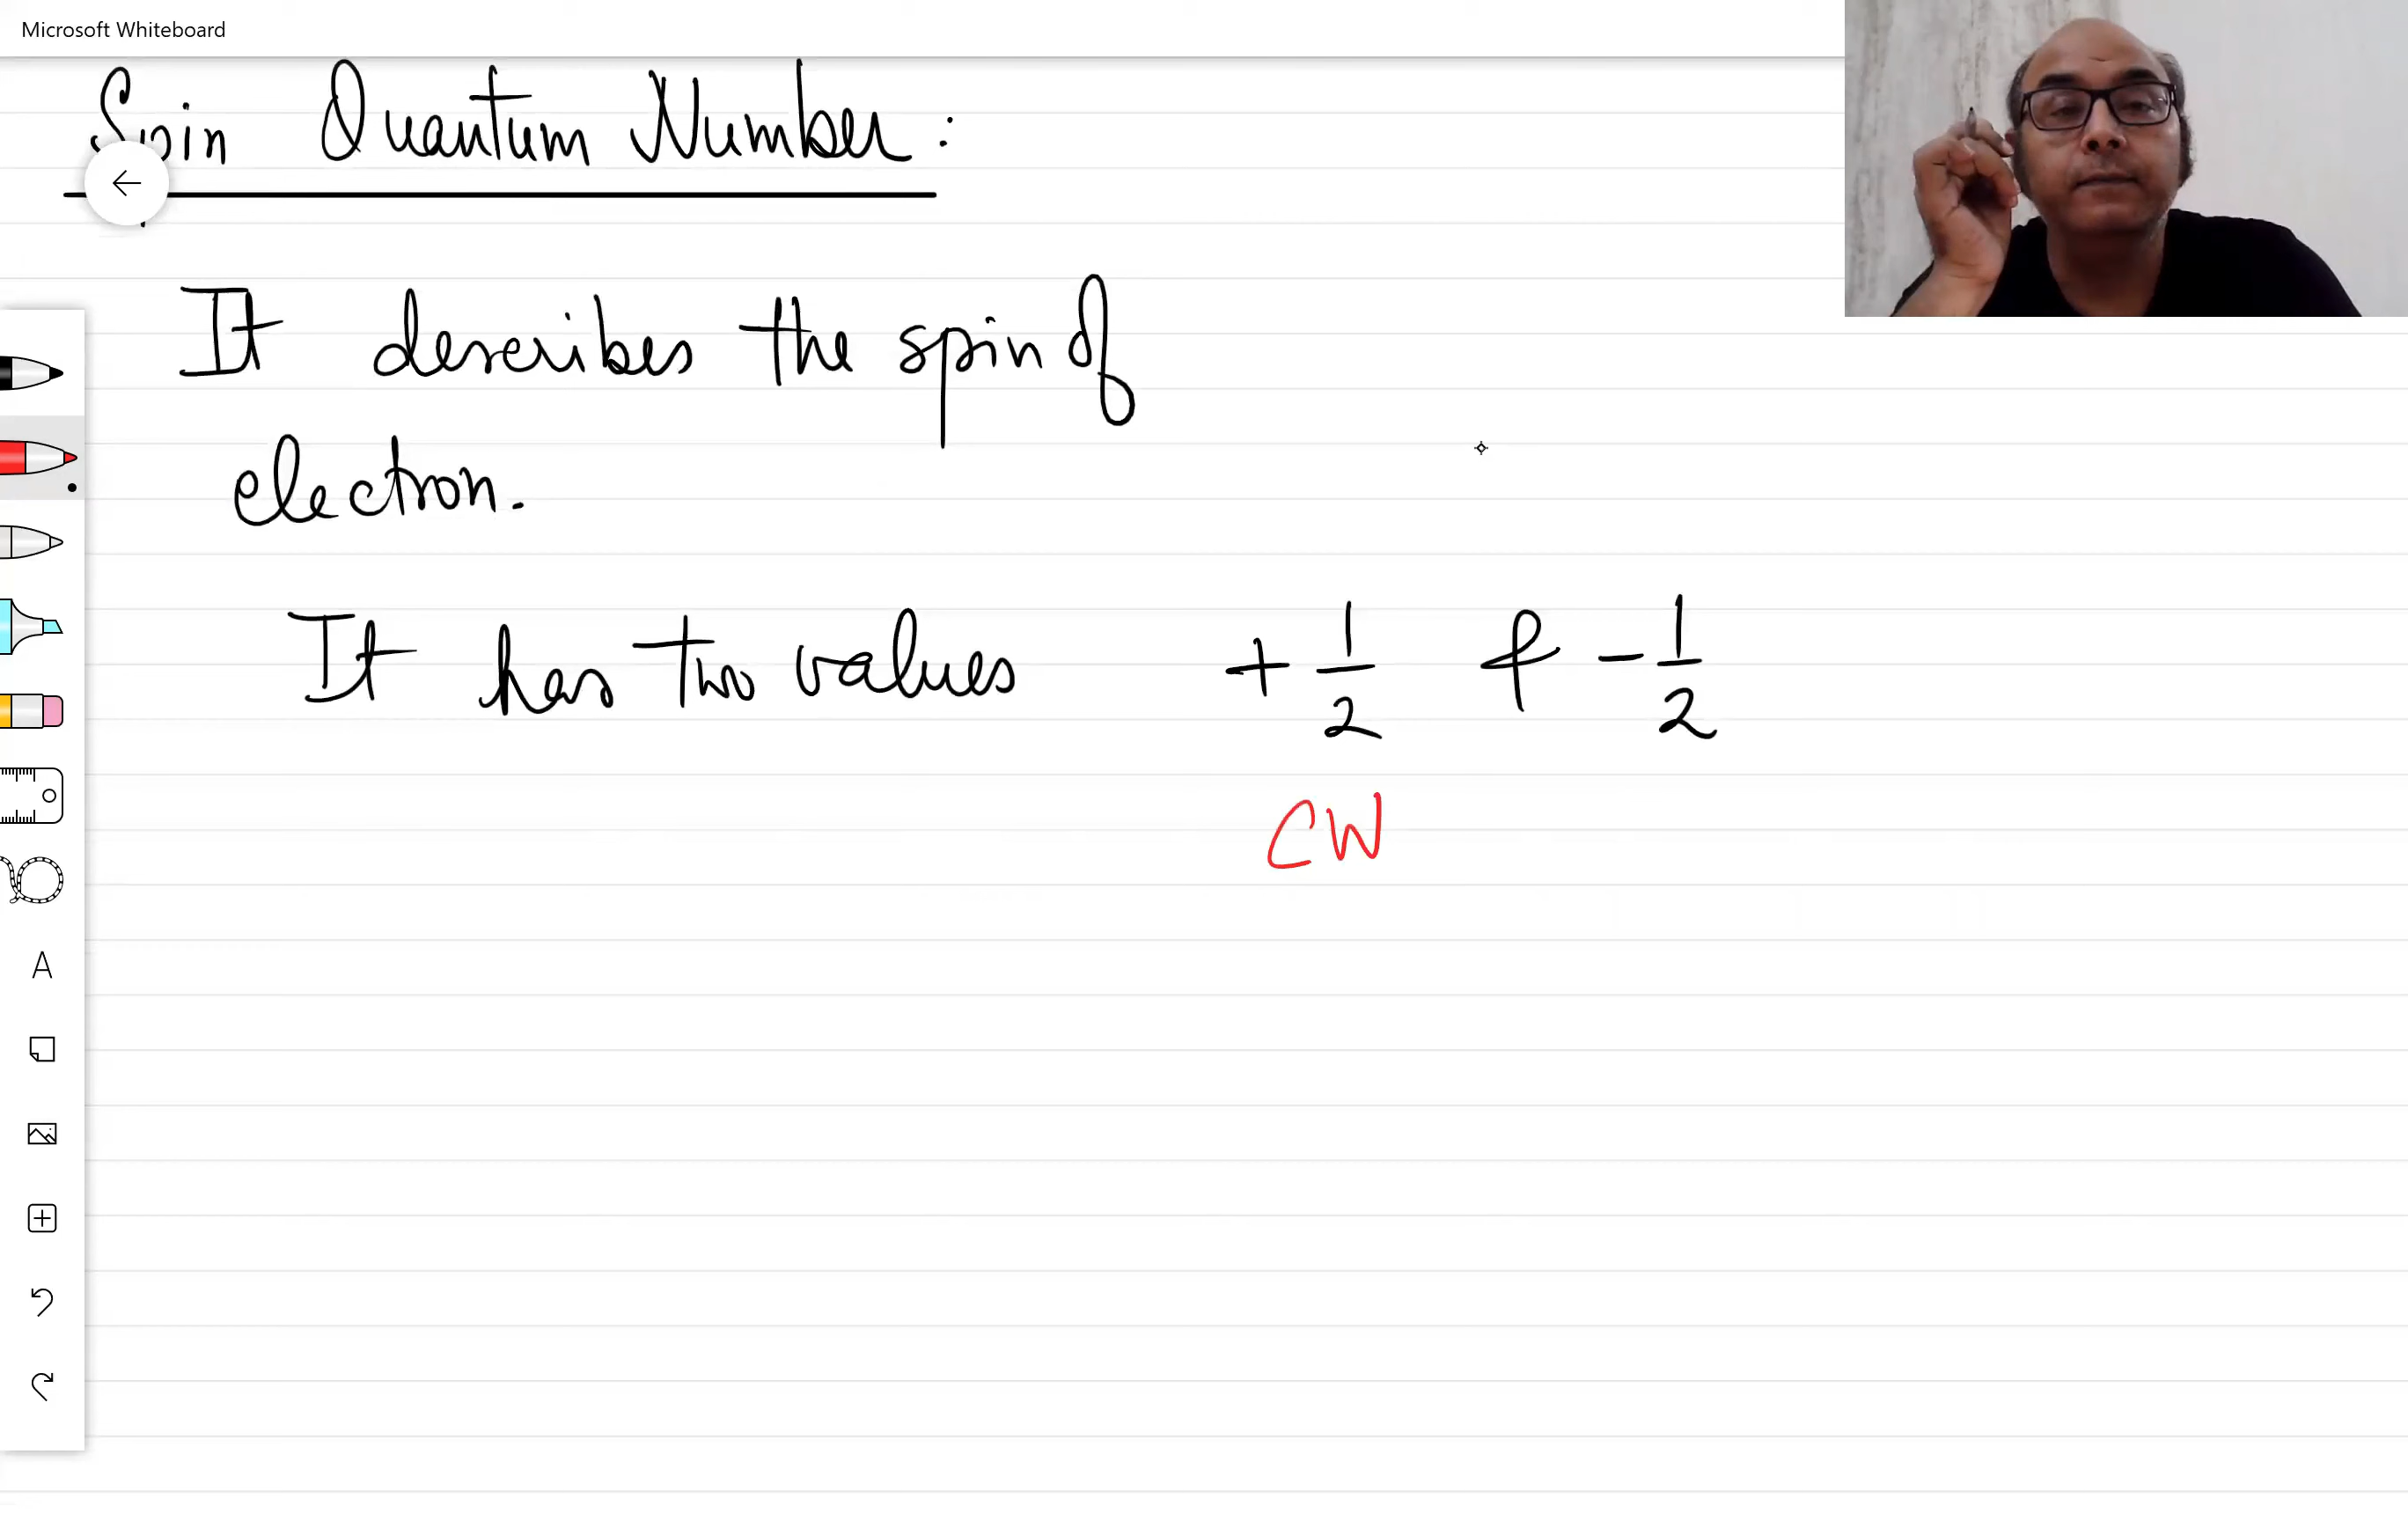 Microsoft Whiteboard
Spin Quantum Number :
It describes the spin of
electron.
It has two values + 1/2 & - 1/2
CW
A